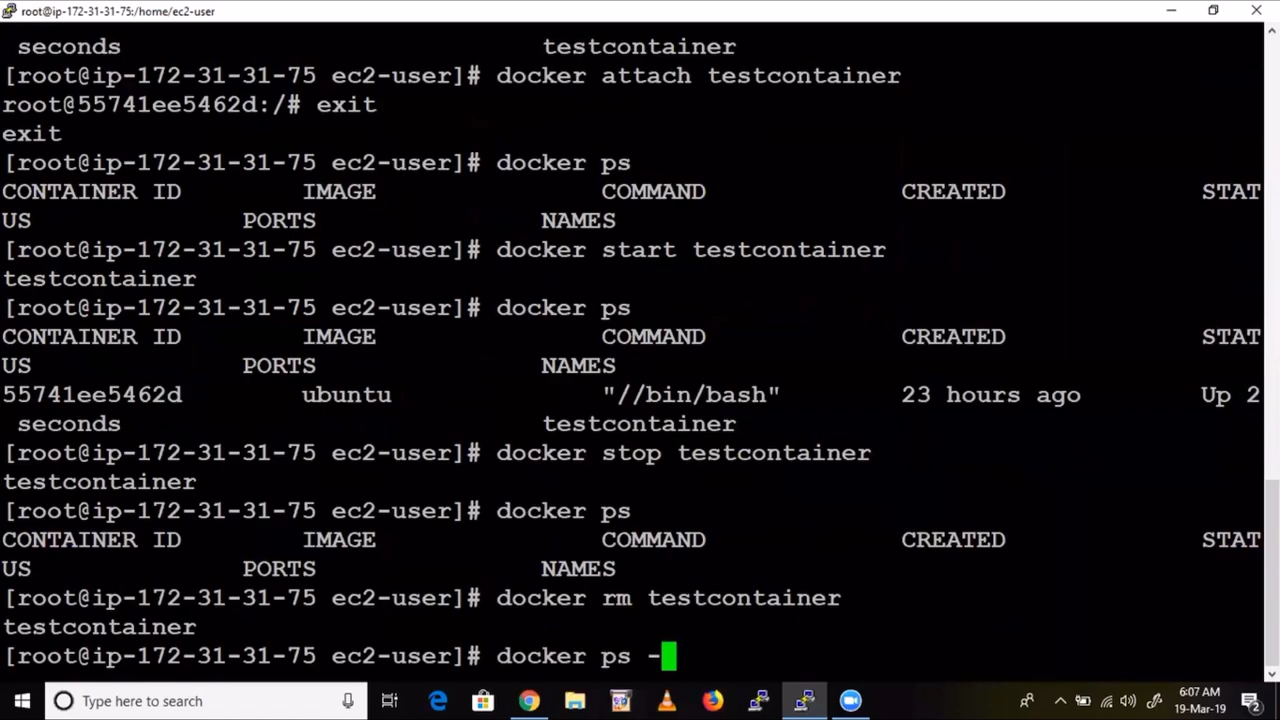 root@ip-172-31-31-75:/home/ec2-user
 seconds                            testcontainer
[root@ip-172-31-31-75 ec2-user]# docker attach testcontainer
root@55741ee5462d:/# exit
exit
[root@ip-172-31-31-75 ec2-user]# docker ps
CONTAINER ID        IMAGE               COMMAND             CREATED             STAT
US              PORTS               NAMES
[root@ip-172-31-31-75 ec2-user]# docker start testcontainer
testcontainer
[root@ip-172-31-31-75 ec2-user]# docker ps
CONTAINER ID        IMAGE               COMMAND             CREATED             STAT
US              PORTS               NAMES
55741ee5462d        ubuntu              "//bin/bash"        23 hours ago        Up 2
 seconds                            testcontainer
[root@ip-172-31-31-75 ec2-user]# docker stop testcontainer
testcontainer
[root@ip-172-31-31-75 ec2-user]# docker ps
CONTAINER ID        IMAGE               COMMAND             CREATED             STAT
US              PORTS               NAMES
[root@ip-172-31-31-75 ec2-user]# docker rm testcontainer
testcontainer
[root@ip-172-31-31-75 ec2-user]# docker ps -
Type here to search
6:07 AM
19-Mar-19
2